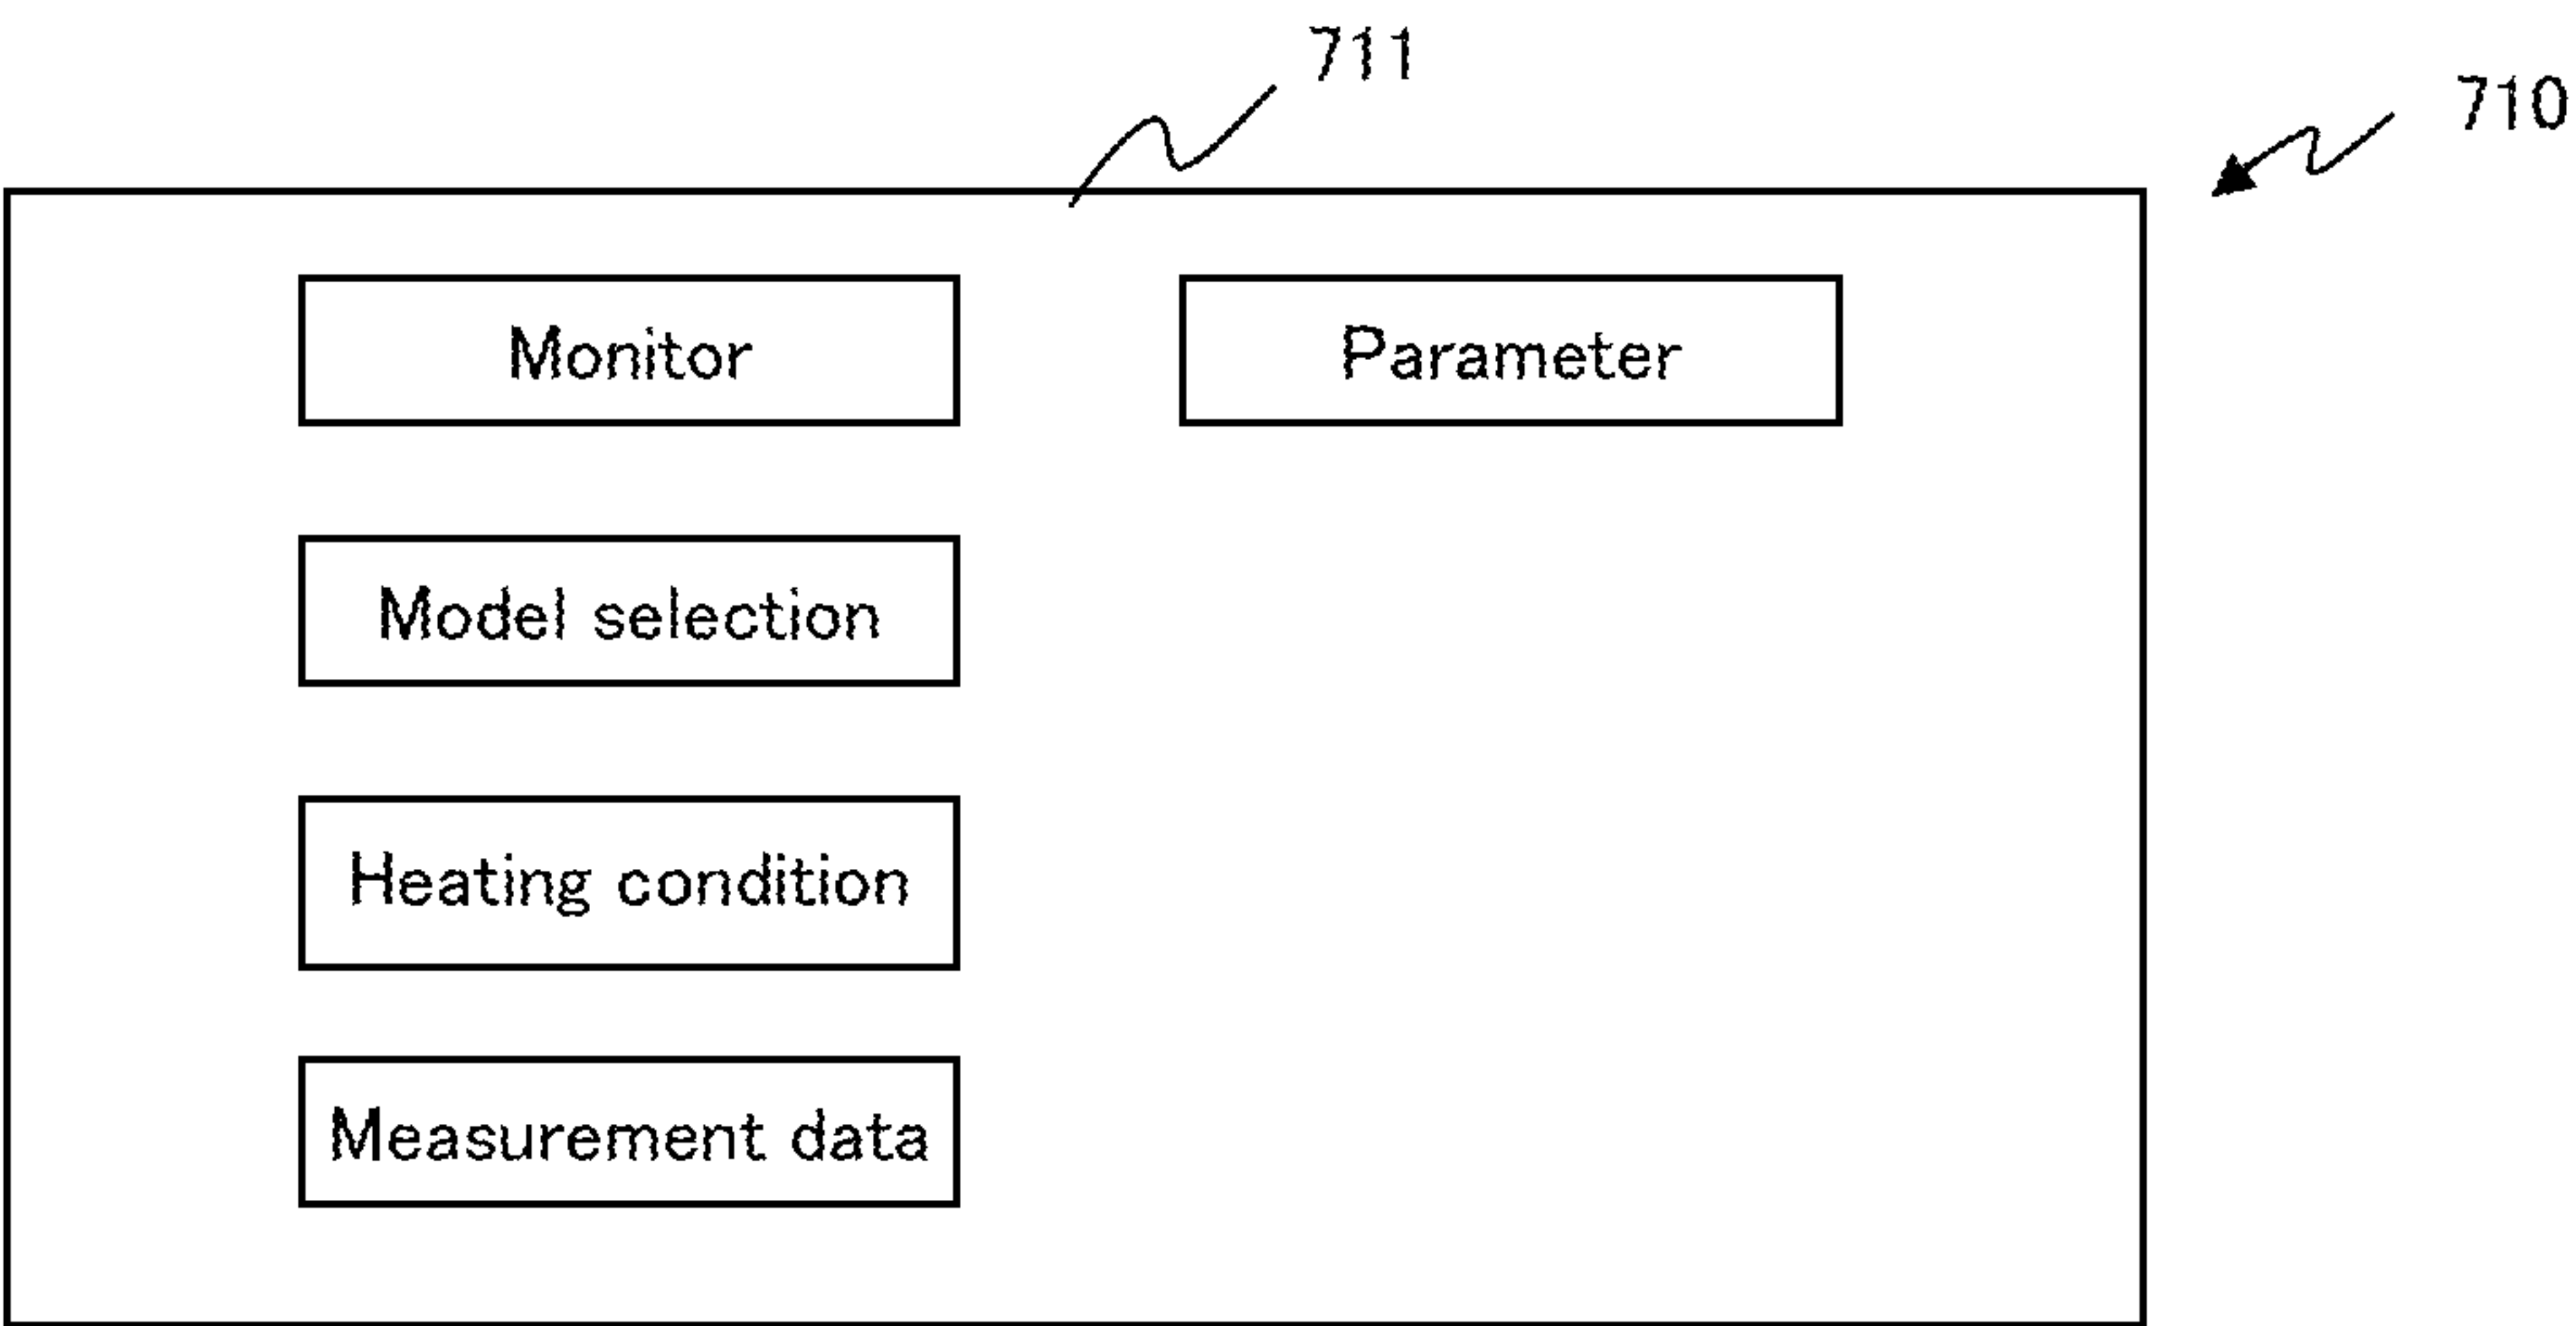 711
710
Monitor
Parameter
Model selection
Heating condition
Measurement data